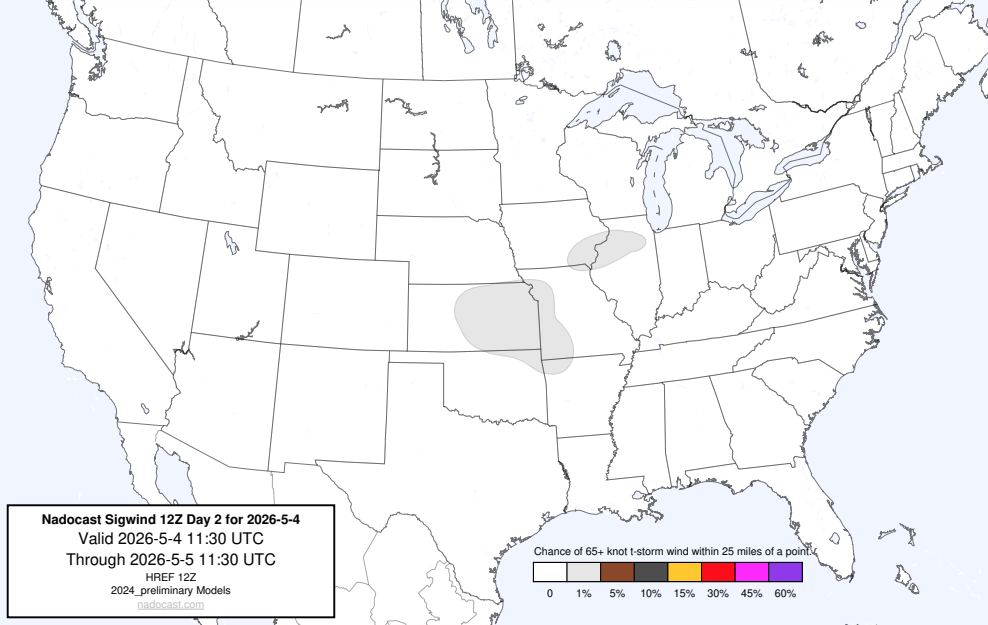 Nadocast Sigwind 12Z Day 2 for 2026-5-4
Valid 2026-5-4 11:30 UTC
Through 2026-5-5 11:30 UTC
HREF 12Z
2024_preliminary Models
nadocast.com
Chance of 65+ knot t-storm wind within 25 miles of a point.
0 1% 5% 10% 15% 30% 45% 60%